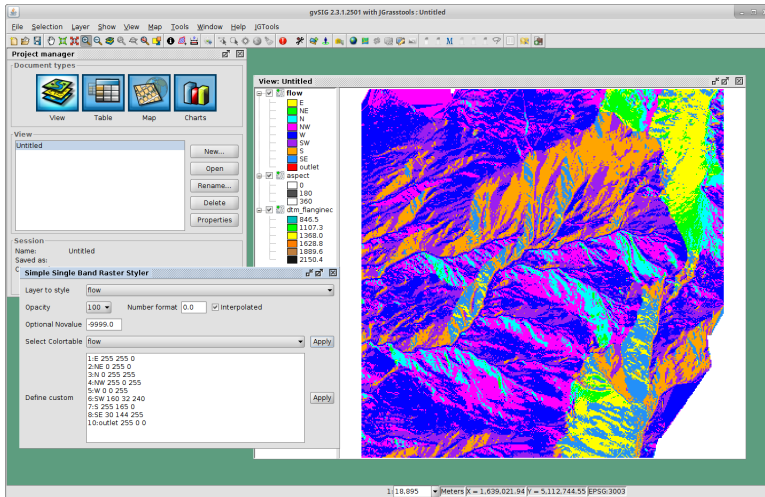 gvSIG 2.3.1.2501 with JGrasstools : Untitled
File Selection Layer Show View Map Tools Window Help JGTools
Project manager
Document types
View Table Map Charts
View
Untitled
New...
Open
Rename...
Delete
Properties
Session
Name: Untitled
Saved as:
View: Untitled
flow
E
NE
N
NW
W
SW
S
SE
outlet
aspect
0
180
360
dtm_flanginec
846.5
1107.3
1368.0
1628.8
1889.6
2150.4
Simple Single Band Raster Styler
Layer to style flow
Opacity 100 Number format 0.0 Interpolated
Optional Novalue -9999.0
Select Colortable flow Apply
Define custom Apply
1:E 255 255 0
2:NE 0 255 0
3:N 0 255 255
4:NW 255 0 255
5:W 0 0 255
6:SW 160 32 240
7:S 255 165 0
8:SE 30 144 255
10:outlet 255 0 0
1: 18,895 Meters X = 1,639,021.94 Y = 5,112,744.55 EPSG:3003